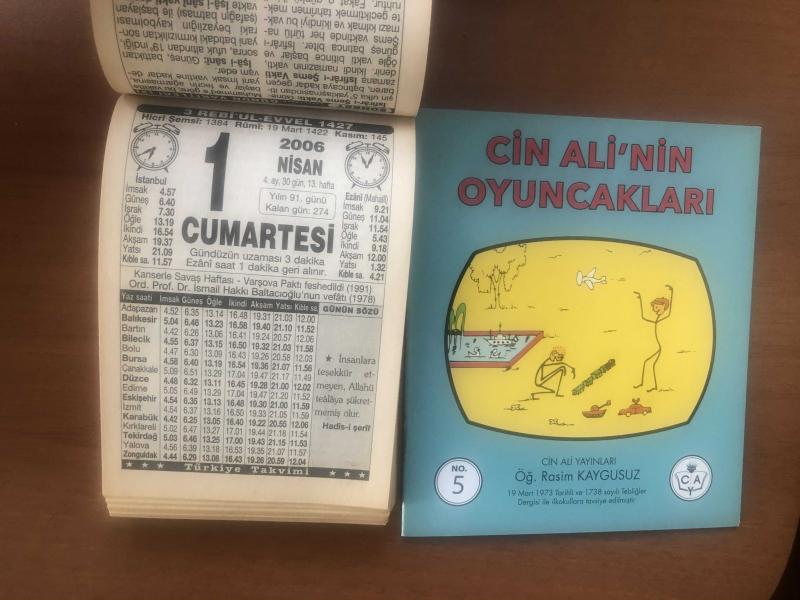 3 REBİ'UL-EVVEL 1427
Hicri Şemsî: 1384 Rûmî: 19 Mart 1422 Kasım: 145
1
2006
NİSAN
4. ay, 30 gün, 13. hafta
Yılın 91. günü
Kalan gün: 274
CUMARTESİ
Gündüzün uzaması 3 dakika
Ezânî saat 1 dakika geri alınır.
İstanbul
İmsak 4.57
Güneş 6.40
İşrak 7.30
Öğle 13.19
İkindi 16.54
Akşam 19.37
Yatsı 21.09
Kıble sa. 11.57
Ezânî (Mahallî)
İmsak 9.21
Güneş 11.04
İşrak 11.54
Öğle 5.43
İkindi 9.18
Akşam 12.00
Yatsı 1.32
Kıble sa. 4.21
Kanserle Savaş Haftası - Varşova Paktı feshedildi (1991)
Ord. Prof. Dr. İsmail Hakkı Baltacıoğlu'nun vefâtı (1978)
Yaz saati İmsak Güneş Öğle İkindi Akşam Yatsı Kıble sa.
Adapazarı 4.52 6.35 13.14 16.48 19.31 21.03 12.00
Balıkesir 5.04 6.46 13.23 16.58 19.40 21.10 11.52
Bartın 4.42 6.26 13.06 16.41 19.24 20.57 12.06
Bilecik 4.55 6.37 13.15 16.50 19.32 21.03 11.58
Bolu 4.47 6.30 13.09 16.43 19.26 20.58 12.03
Bursa 4.58 6.40 13.19 16.54 19.36 21.07 11.56
Çanakkale 5.09 6.51 13.29 17.04 19.47 21.17 11.49
Düzce 4.48 6.32 13.11 16.45 19.28 21.00 12.02
Edirne 5.05 6.49 13.29 17.04 19.47 21.20 11.52
Eskişehir 4.54 6.35 13.13 16.48 19.30 21.00 11.59
İzmit 4.54 6.37 13.16 16.50 19.33 21.05 11.59
Karabük 4.42 6.25 13.05 16.40 19.22 20.55 12.06
Kırklareli 5.02 6.47 13.27 17.01 19.44 21.18 11.54
Tekirdağ 5.03 6.46 13.25 17.00 19.43 21.15 11.53
Yalova 4.56 6.39 13.18 16.53 19.35 21.07 11.57
Zonguldak 4.44 6.29 13.08 16.43 19.26 20.59 12.04
GÜNÜN SÖZÜ
★ İnsanlara
teşekkür et-
meyen, Allahü
teâlâya şükret-
memiş olur.
Hadîs-i şerîf
★ ★ ★ Türkiye Takvimi ★ ★ ★
CİN ALİ'NİN
OYUNCAKLARI
NO.
5
CİN ALİ YAYINLARI
Öğ. Rasim KAYGUSUZ
19 Mart 1973 Tarihli ve 1738 sayılı Tebliğler
Dergisi ile ilkokullara tavsiye edilmiştir
C A
Y